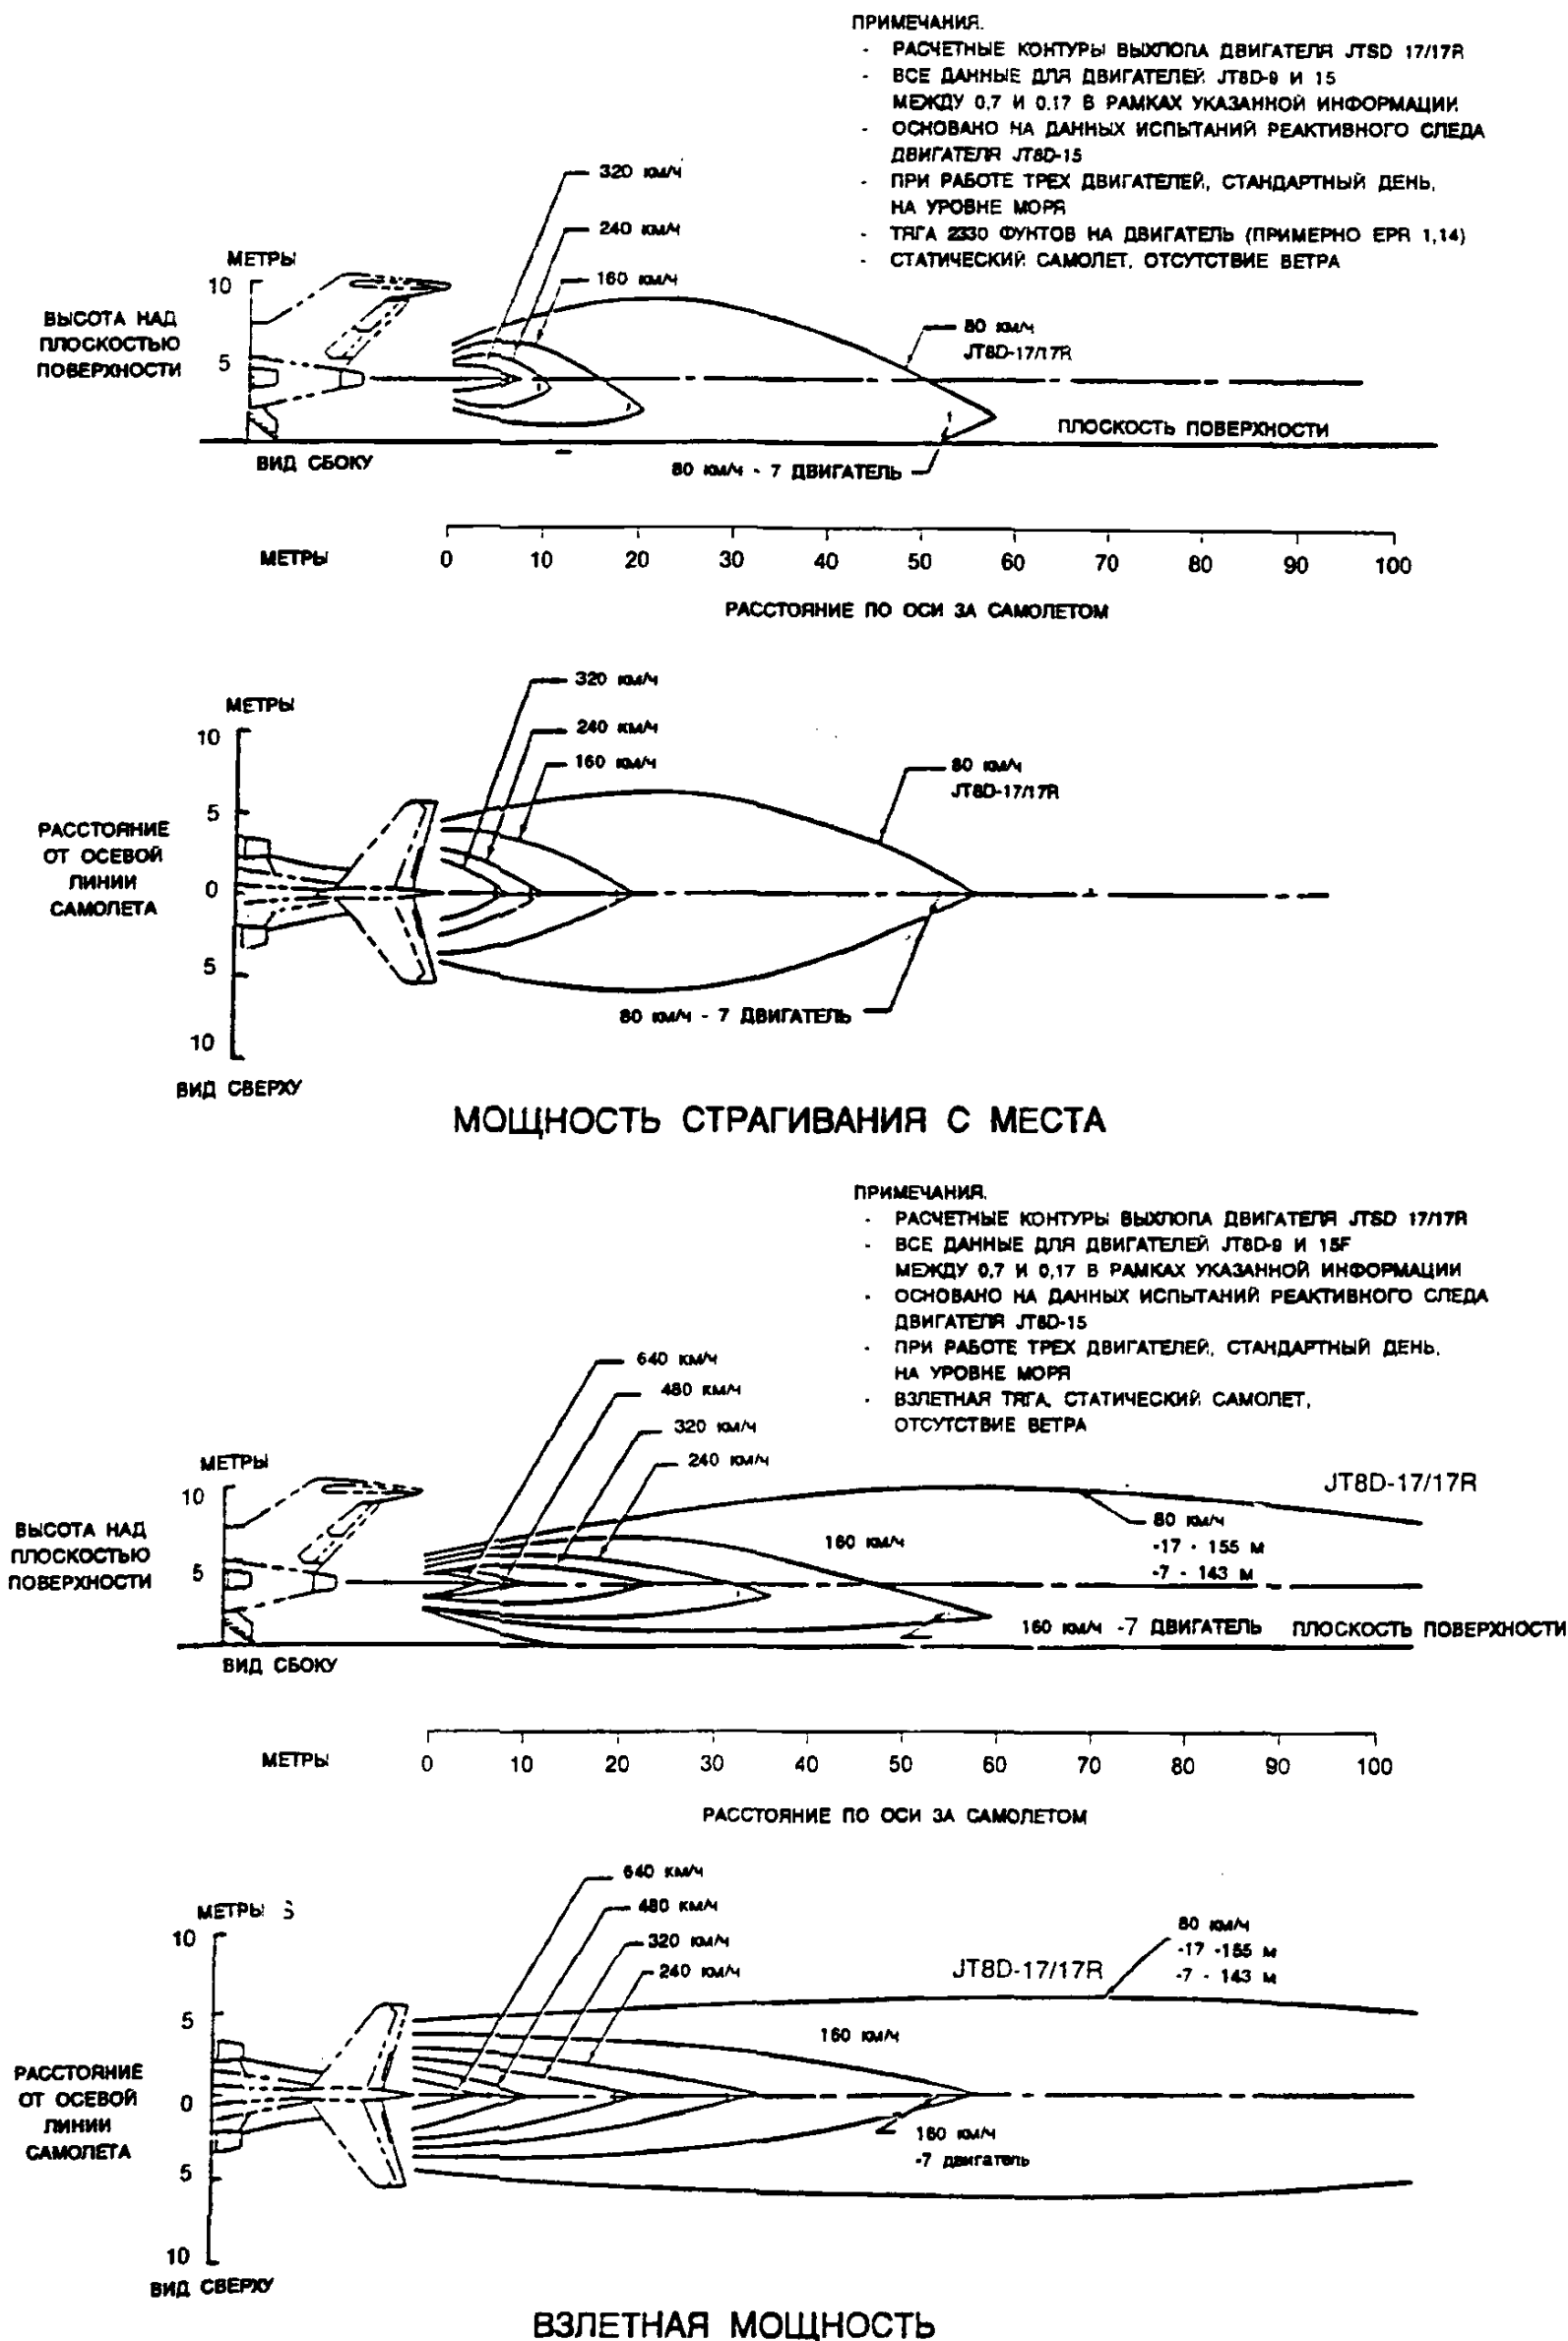 ПРИМЕЧАНИЯ.
- РАСЧЕТНЫЕ КОНТУРЫ ВЫХЛОПА ДВИГАТЕЛЯ JTSD 17/17R
- ВСЕ ДАННЫЕ ДЛЯ ДВИГАТЕЛЕЙ JT8D-9 И 15
МЕЖДУ 0,7 И 0,17 В РАМКАХ УКАЗАННОЙ ИНФОРМАЦИИ
- ОСНОВАНО НА ДАННЫХ ИСПЫТАНИЙ РЕАКТИВНОГО СЛЕДА
ДВИГАТЕЛЯ JT8D-15
- ПРИ РАБОТЕ ТРЕХ ДВИГАТЕЛЕЙ, СТАНДАРТНЫЙ ДЕНЬ,
НА УРОВНЕ МОРЯ
- ТЯГА 2330 ФУНТОВ НА ДВИГАТЕЛЬ (ПРИМЕРНО EPR 1,14)
- СТАТИЧЕСКИЙ САМОЛЕТ, ОТСУТСТВИЕ ВЕТРА
320 км/ч
240 км/ч
160 км/ч
80 км/ч
JT8D-17/17R
МЕТРЫ
10
5
ВЫСОТА НАД
ПЛОСКОСТЬЮ
ПОВЕРХНОСТИ
ПЛОСКОСТЬ ПОВЕРХНОСТИ
ВИД СБОКУ
80 км/ч - 7 ДВИГАТЕЛЬ
МЕТРЫ 0 10 20 30 40 50 60 70 80 90 100
РАССТОЯНИЕ ПО ОСИ ЗА САМОЛЕТОМ
320 км/ч
240 км/ч
160 км/ч
80 км/ч
JT8D-17/17R
МЕТРЫ
10
5
0
5
10
РАССТОЯНИЕ
ОТ ОСЕВОЙ
ЛИНИИ
САМОЛЕТА
80 км/ч - 7 ДВИГАТЕЛЬ
ВИД СВЕРХУ
МОЩНОСТЬ СТРАГИВАНИЯ С МЕСТА
ПРИМЕЧАНИЯ.
- РАСЧЕТНЫЕ КОНТУРЫ ВЫХЛОПА ДВИГАТЕЛЯ JTSD 17/17R
- ВСЕ ДАННЫЕ ДЛЯ ДВИГАТЕЛЕЙ JT8D-9 И 15F
МЕЖДУ 0,7 И 0,17 В РАМКАХ УКАЗАННОЙ ИНФОРМАЦИИ
- ОСНОВАНО НА ДАННЫХ ИСПЫТАНИЙ РЕАКТИВНОГО СЛЕДА
ДВИГАТЕЛЯ JT8D-15
- ПРИ РАБОТЕ ТРЕХ ДВИГАТЕЛЕЙ, СТАНДАРТНЫЙ ДЕНЬ,
НА УРОВНЕ МОРЯ
- ВЗЛЕТНАЯ ТЯГА, СТАТИЧЕСКИЙ САМОЛЕТ,
ОТСУТСТВИЕ ВЕТРА
640 км/ч
480 км/ч
320 км/ч
240 км/ч
160 км/ч
JT8D-17/17R
80 км/ч
-17 - 155 м
-7 - 143 м
МЕТРЫ
10
5
ВЫСОТА НАД
ПЛОСКОСТЬЮ
ПОВЕРХНОСТИ
160 км/ч -7 ДВИГАТЕЛЬ
ПЛОСКОСТЬ ПОВЕРХНОСТИ
ВИД СБОКУ
МЕТРЫ 0 10 20 30 40 50 60 70 80 90 100
РАССТОЯНИЕ ПО ОСИ ЗА САМОЛЕТОМ
640 км/ч
480 км/ч
320 км/ч
240 км/ч
160 км/ч
JT8D-17/17R
80 км/ч
-17 -155 м
-7 - 143 м
МЕТРЫ S
10
5
0
5
10
РАССТОЯНИЕ
ОТ ОСЕВОЙ
ЛИНИИ
САМОЛЕТА
160 км/ч
-7 двигатель
ВИД СВЕРХУ
ВЗЛЕТНАЯ МОЩНОСТЬ